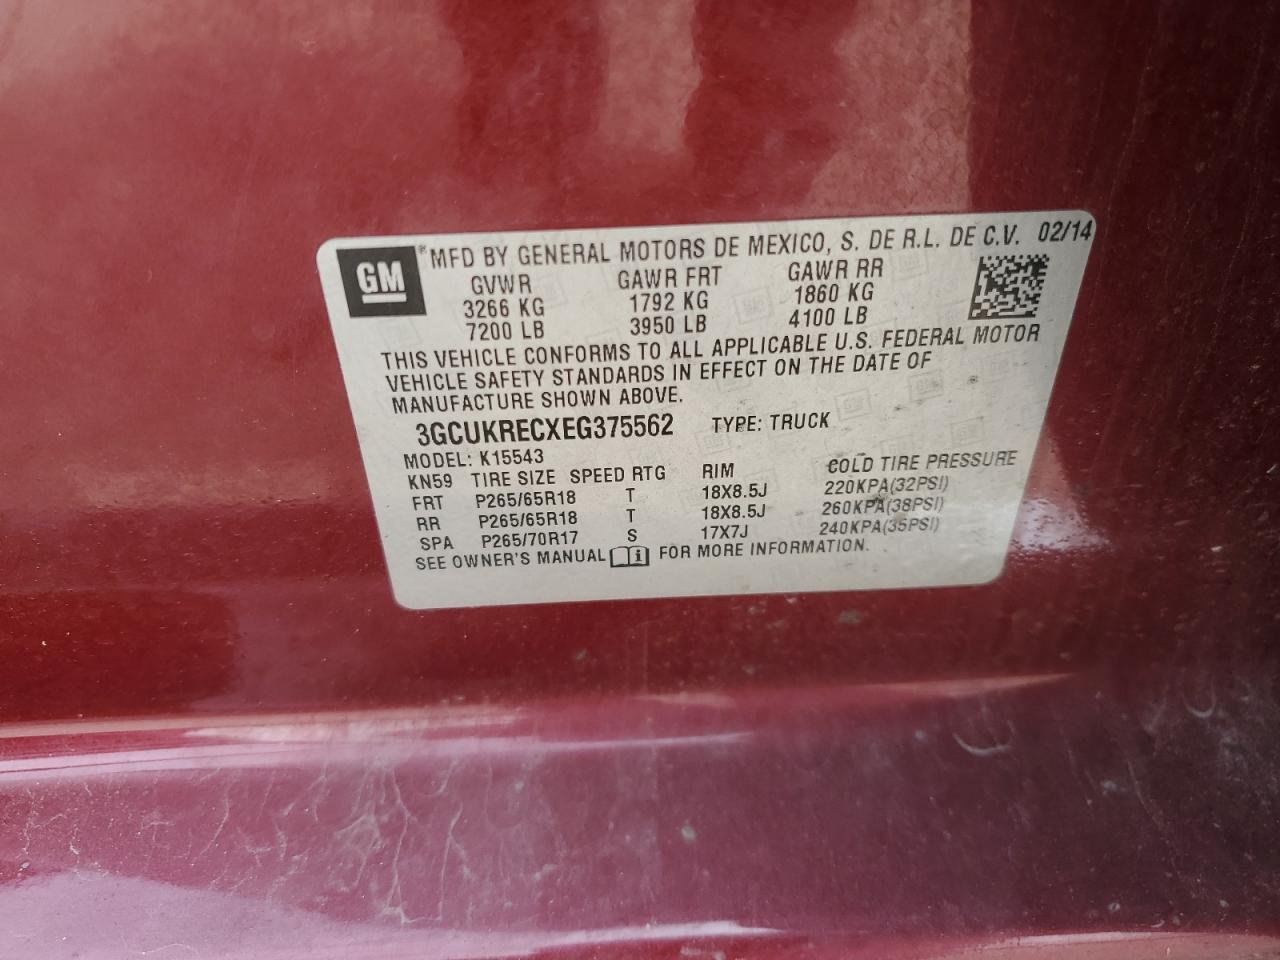 GM
® MFD BY GENERAL MOTORS DE MEXICO, S. DE R.L. DE C.V. 02/14
GVWR GAWR FRT GAWR RR
3266 KG 1792 KG 1860 KG
7200 LB 3950 LB 4100 LB
THIS VEHICLE CONFORMS TO ALL APPLICABLE U.S. FEDERAL MOTOR
VEHICLE SAFETY STANDARDS IN EFFECT ON THE DATE OF
MANUFACTURE SHOWN ABOVE.
3GCUKRECXEG375562 TYPE: TRUCK
MODEL: K15543
KN59 TIRE SIZE SPEED RTG RIM COLD TIRE PRESSURE
FRT P265/65R18 T 18X8.5J 220KPA(32PSI)
RR P265/65R18 T 18X8.5J 260KPA(38PSI)
SPA P265/70R17 S 17X7J 240KPA(35PSI)
SEE OWNER'S MANUAL i FOR MORE INFORMATION.